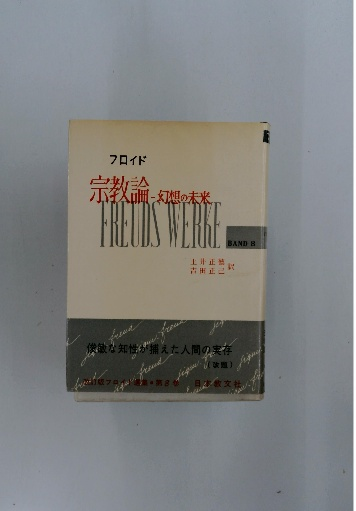 フロイド
宗教論-幻想の未来
FREUDS WERKE
BAND 8
土井正徳
吉田正己 訳
俊敏な知性が捕えた人間の実存
改訂版フロイド選集・第8巻 日本教文社